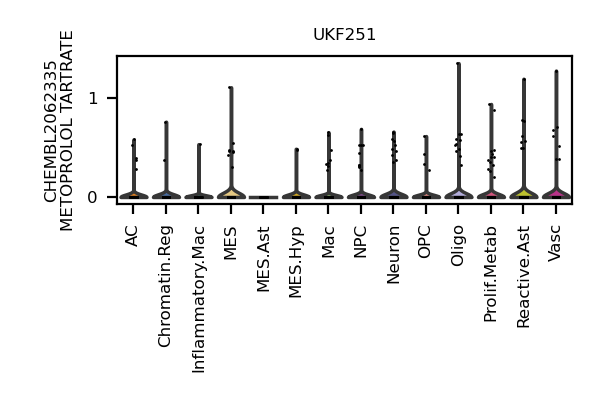 UKF251
CHEMBL2062335
METOPROLOL TARTRATE
1
0
AC
Chromatin.Reg
Inflammatory.Mac
MES
MES.Ast
MES.Hyp
Mac
NPC
Neuron
OPC
Oligo
Prolif.Metab
Reactive.Ast
Vasc